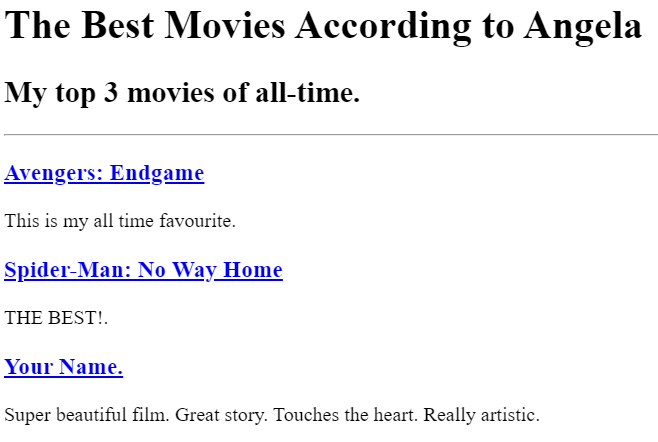 The Best Movies According to Angela
My top 3 movies of all-time.
Avengers: Endgame
This is my all time favourite.
Spider-Man: No Way Home
THE BEST!.
Your Name.
Super beautiful film. Great story. Touches the heart. Really artistic.